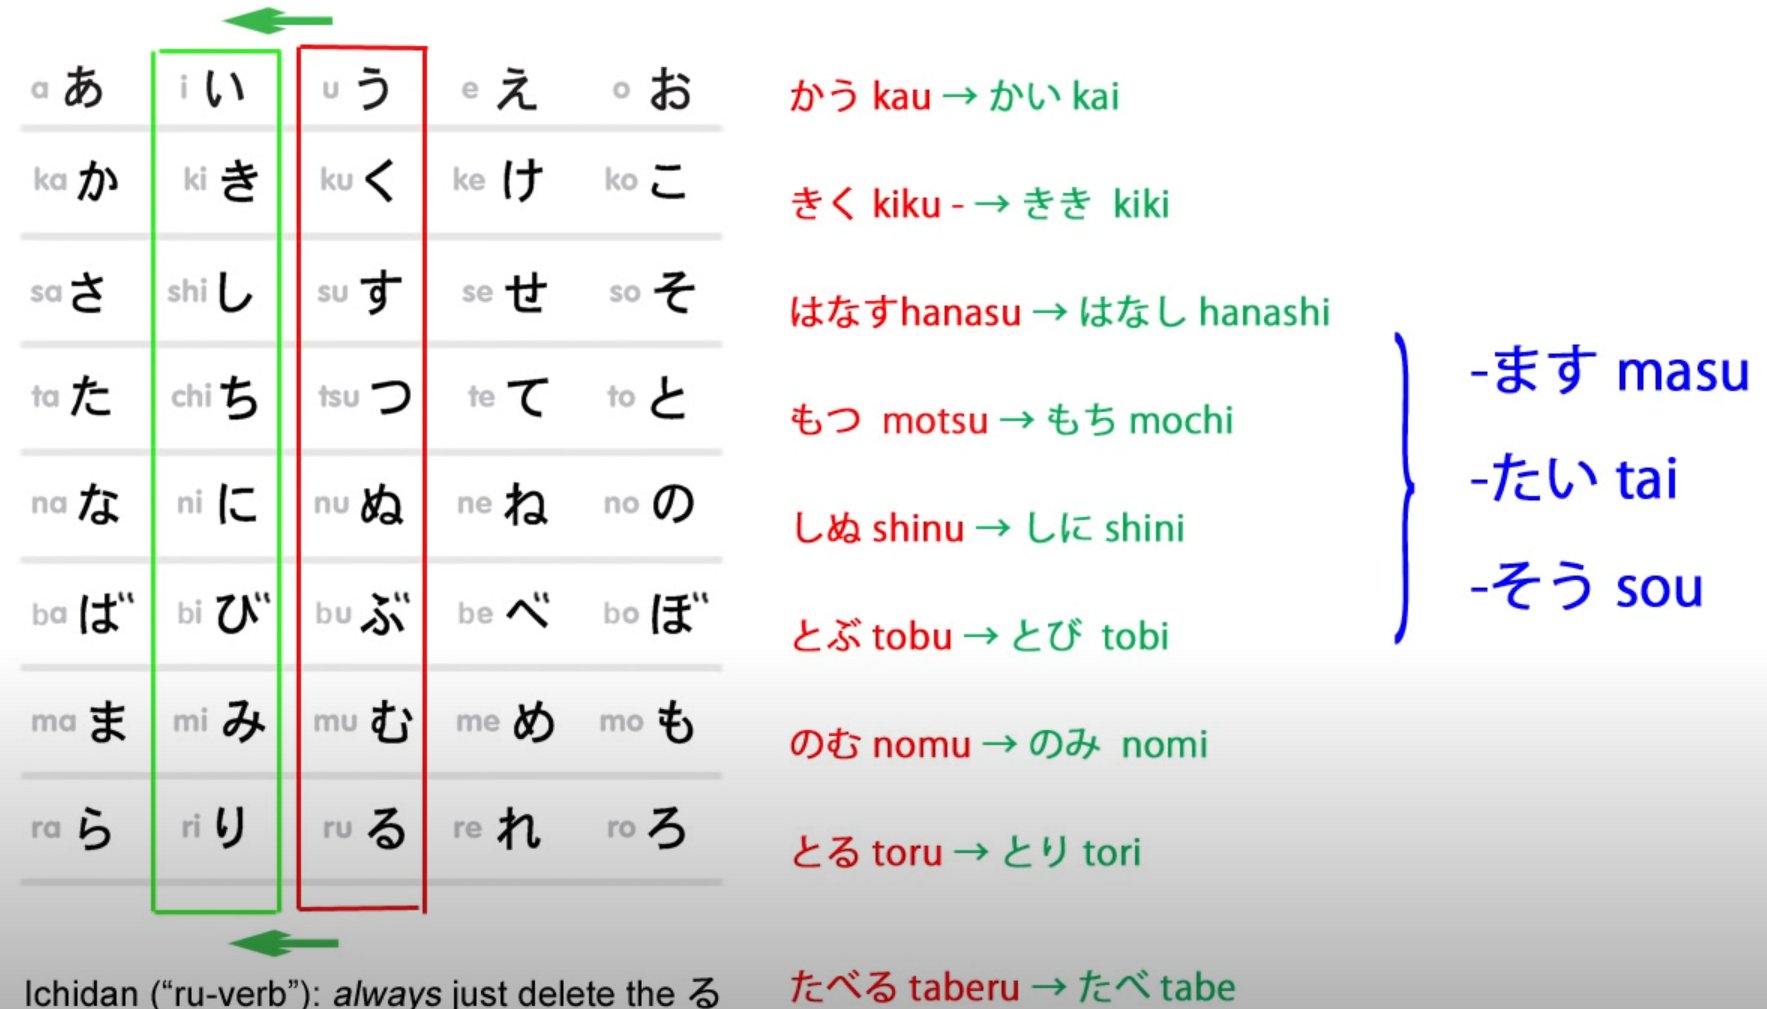 a あ i い u う e え o お
ka か ki き ku く ke け ko こ
sa さ shi し su す se せ so そ
ta た chi ち tsu つ te て to と
na な ni に nu ぬ ne ね no の
ba ば bi び bu ぶ be べ bo ぼ
ma ま mi み mu む me め mo も
ra ら ri り ru る re れ ro ろ
Ichidan (“ru-verb”): always just delete the る
かう kau → かい kai
きく kiku - → きき kiki
はなすhanasu → はなし hanashi
もつ motsu → もち mochi
しぬ shinu → しに shini
とぶ tobu → とび tobi
のむ nomu → のみ nomi
とる toru → とり tori
たべる taberu → たべ tabe
-ます masu
-たい tai
-そう sou